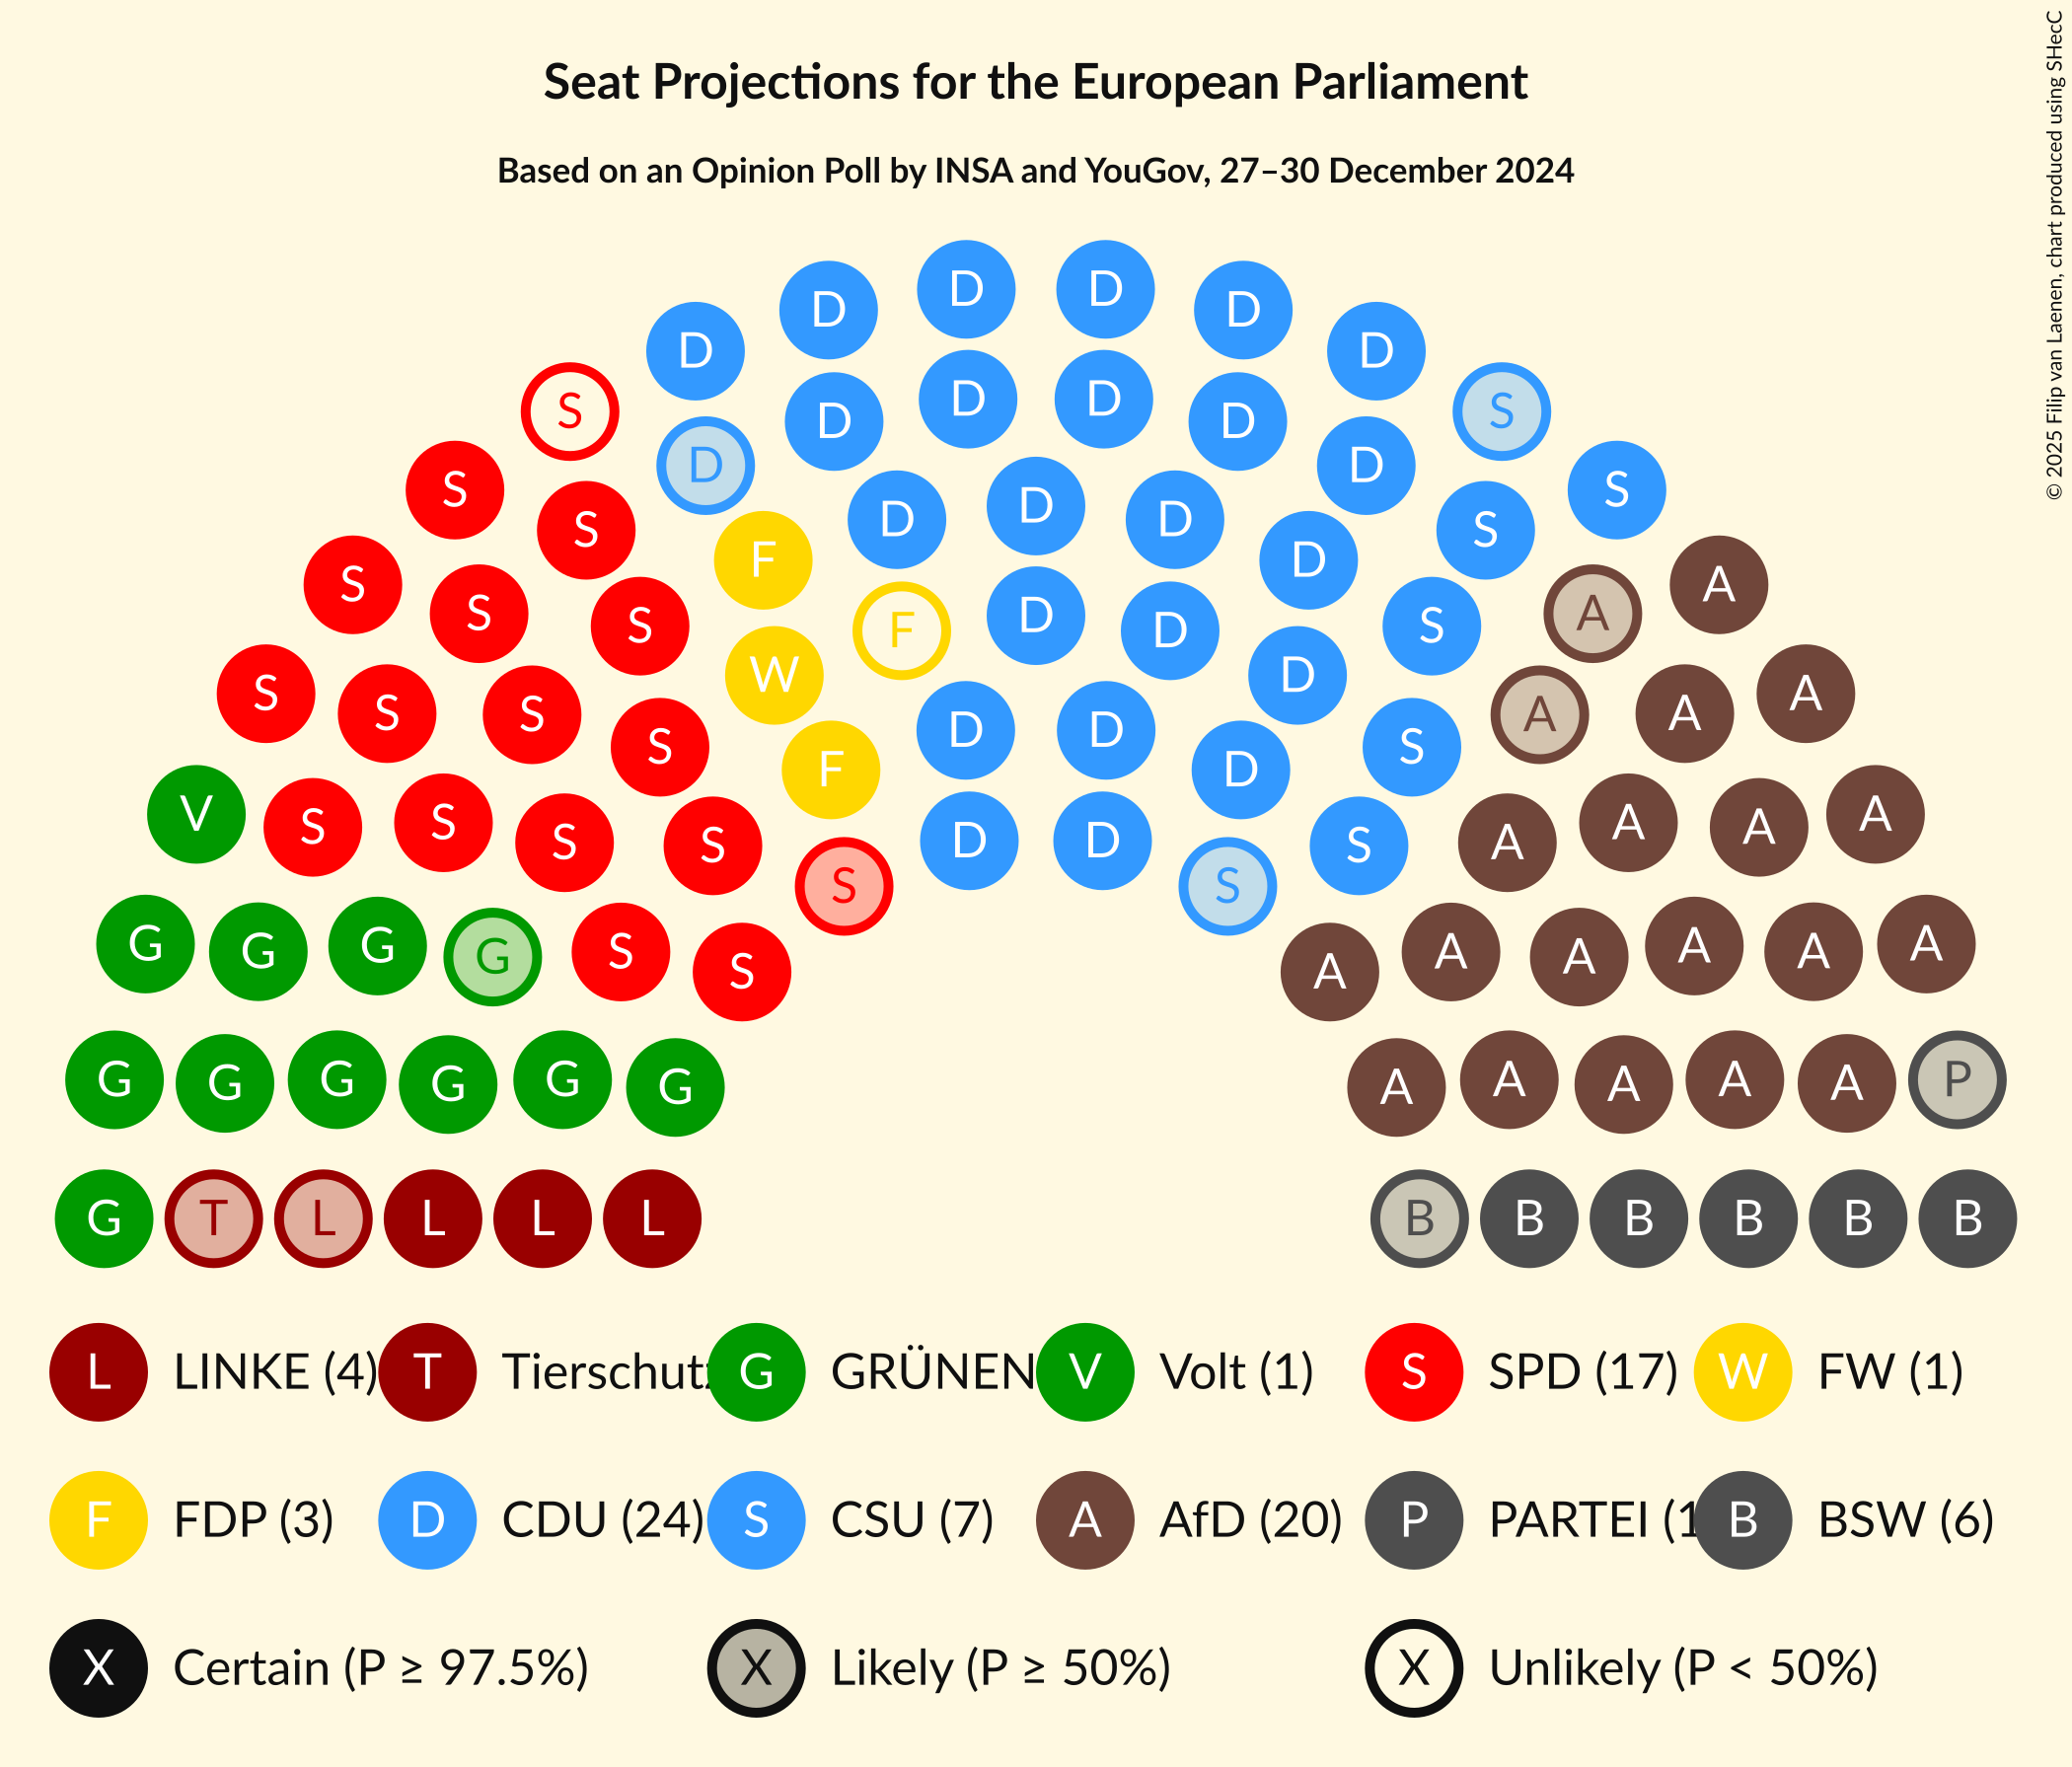 Seat Projections for the European Parliament
Based on an Opinion Poll by INSA and YouGov, 27–30 December 2024
© 2025 Filip van Laenen, chart produced using SHecC
D D
D D
D D
D D
S S
D D
D D
S S
D D
D D
S S
S F D D D D S
S A
S A
S S
F D D
S W D S
S A
S S A A
S S
F D D D
V A
S S A A
S S S D D S A
S S
G G G G S S A A A A A A
G G G G G G A A A A A P
G T L L L L B B B B B B
L LINKE (4) T Tierschutz G GRÜNEN V Volt (1) S SPD (17) W FW (1)
F FDP (3) D CDU (24) S CSU (7) A AfD (20) P PARTEI (1 B BSW (6)
X Certain (P ≥ 97.5%) X Likely (P ≥ 50%) X Unlikely (P < 50%)